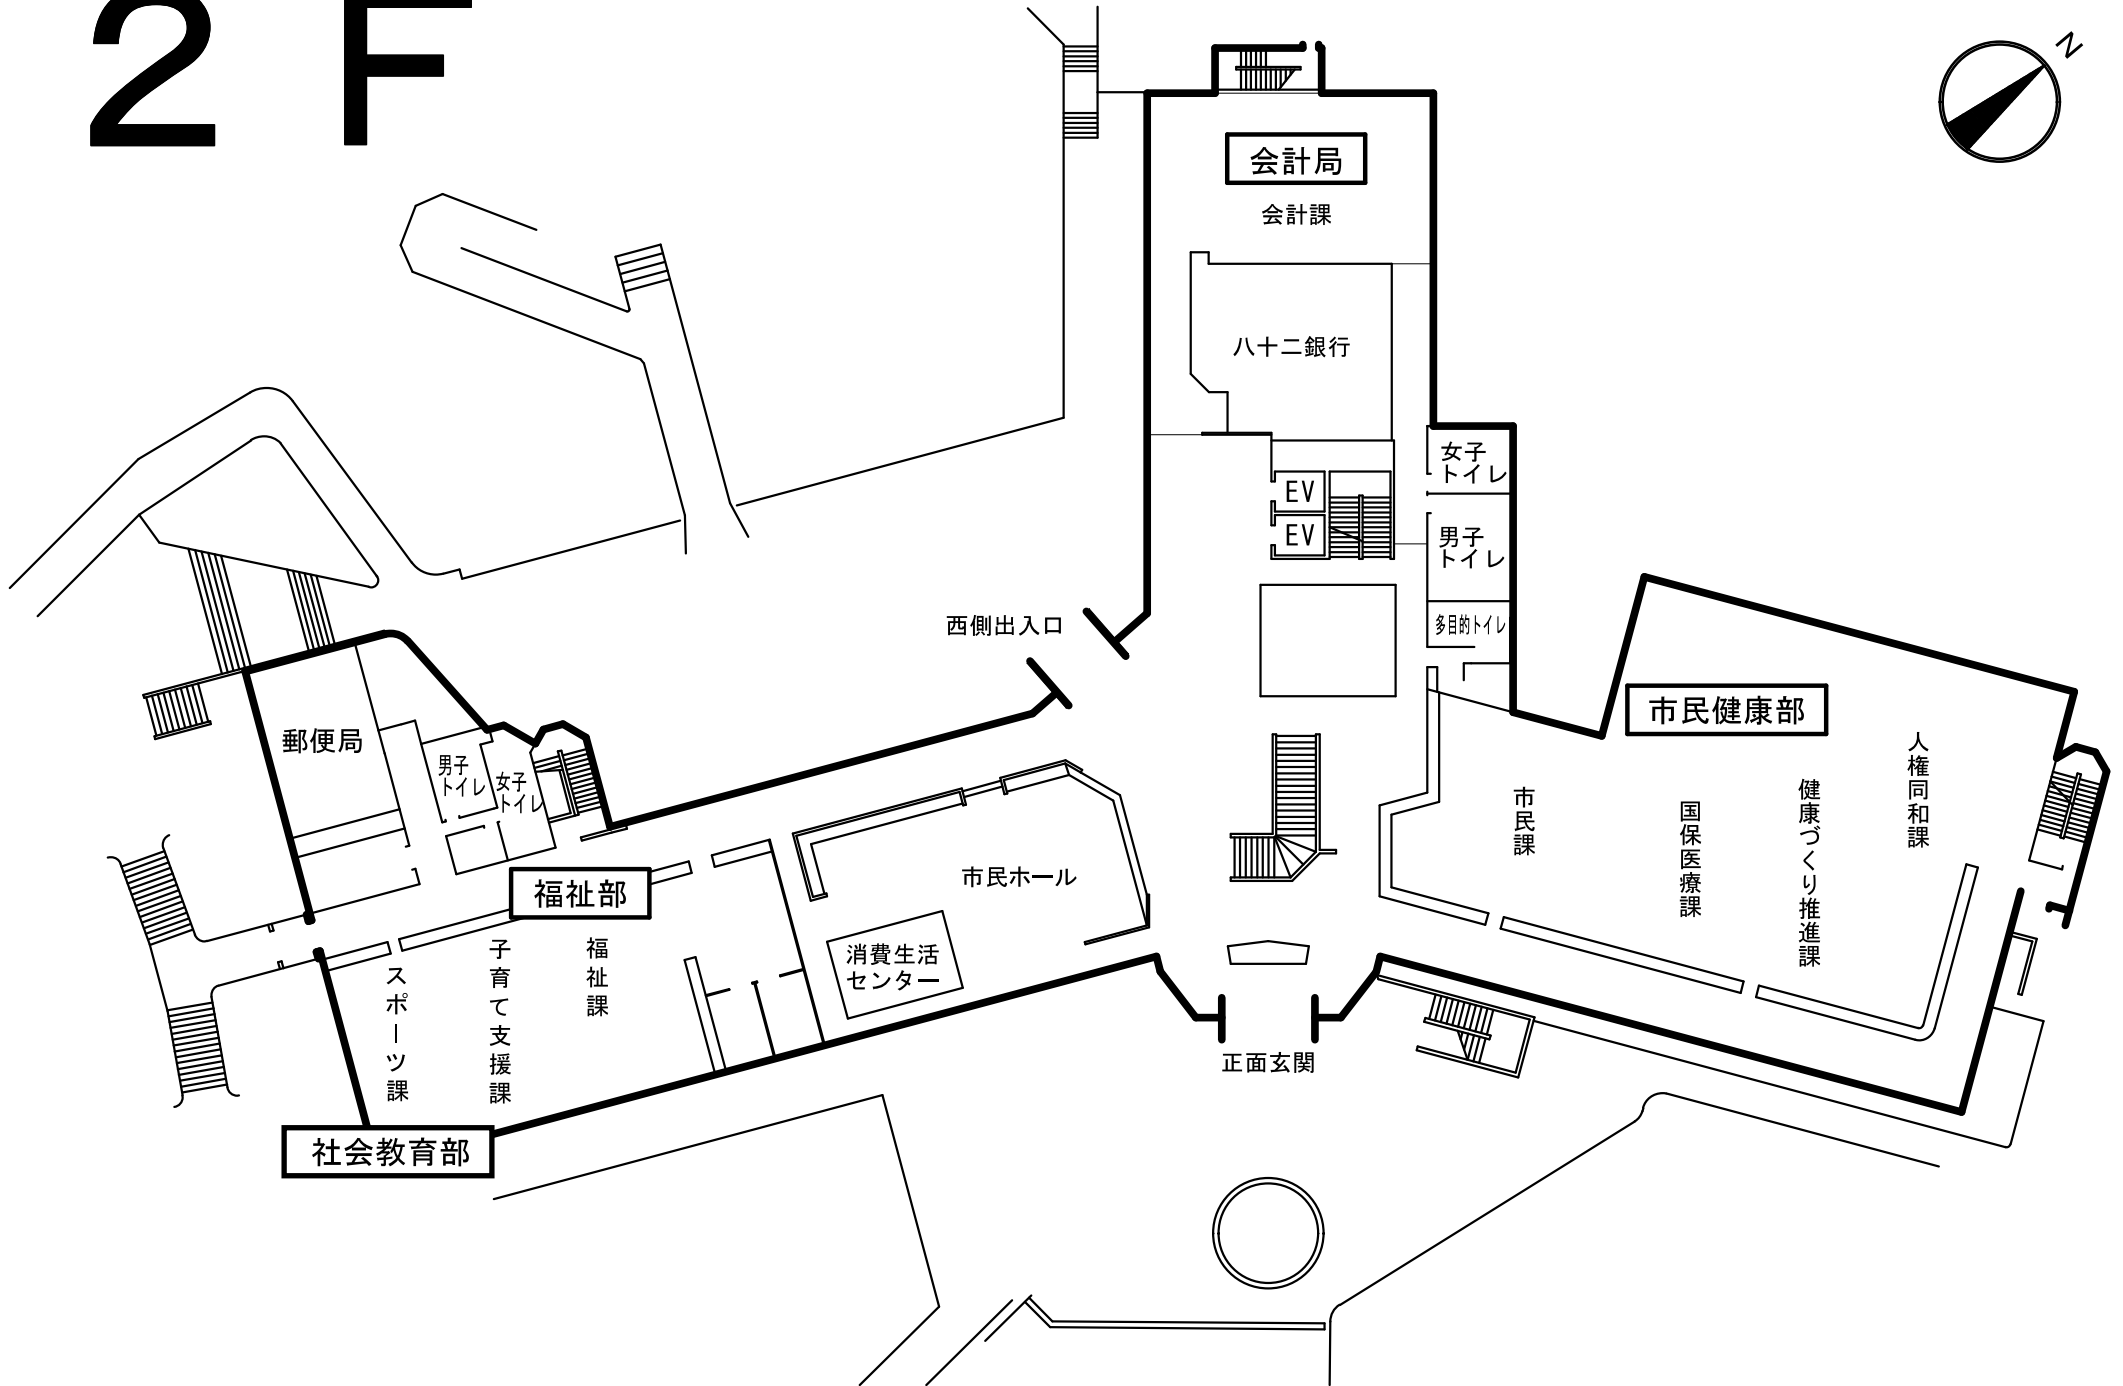 ２Ｆ
N
会計局
会計課
八十二銀行
EV
EV
女子
トイレ
男子
トイレ
多目的トイレ
西側出入口
市民健康部
市民課
国保医療課
健康づくり推進課
人権同和課
郵便局
男子
トイレ
女子
トイレ
福祉部
市民ホール
消費生活
センター
福祉課
子育て支援課
スポーツ課
社会教育部
正面玄関